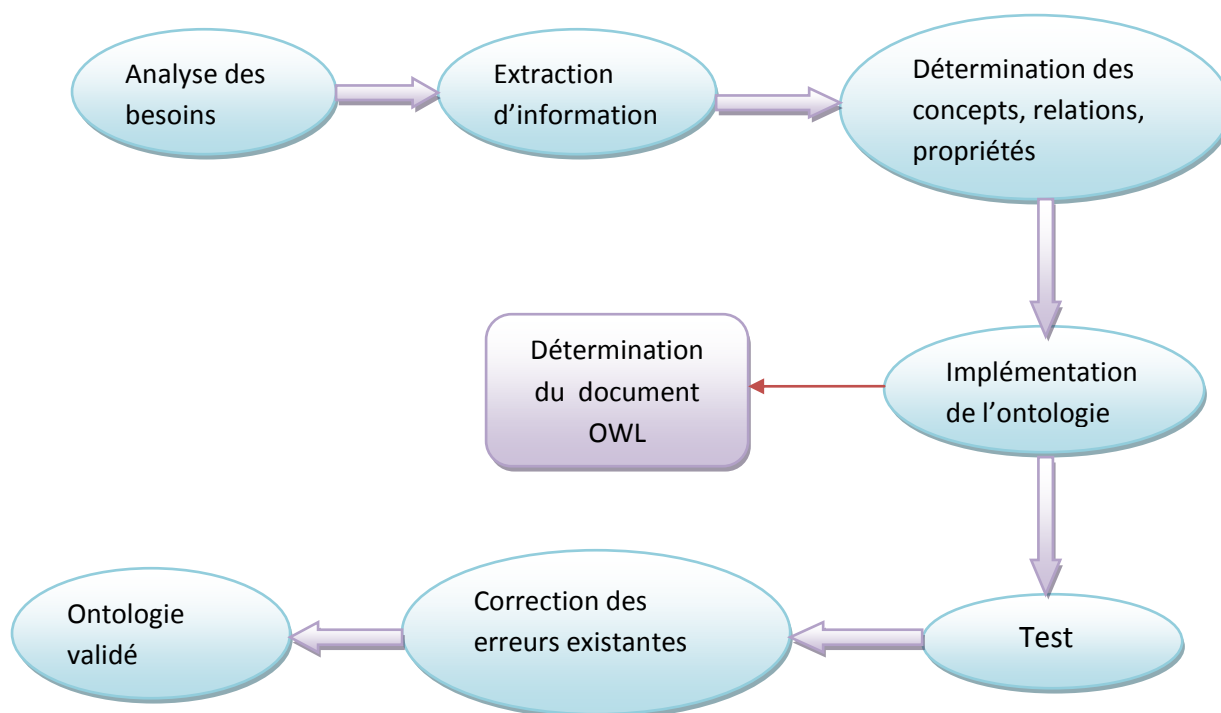 Analyse des
besoins
Extraction
d’information
Détermination des
concepts, relations,
propriétés
Implémentation
de l’ontologie
Détermination
du document
OWL
Test
Correction des
erreurs existantes
Ontologie
validé